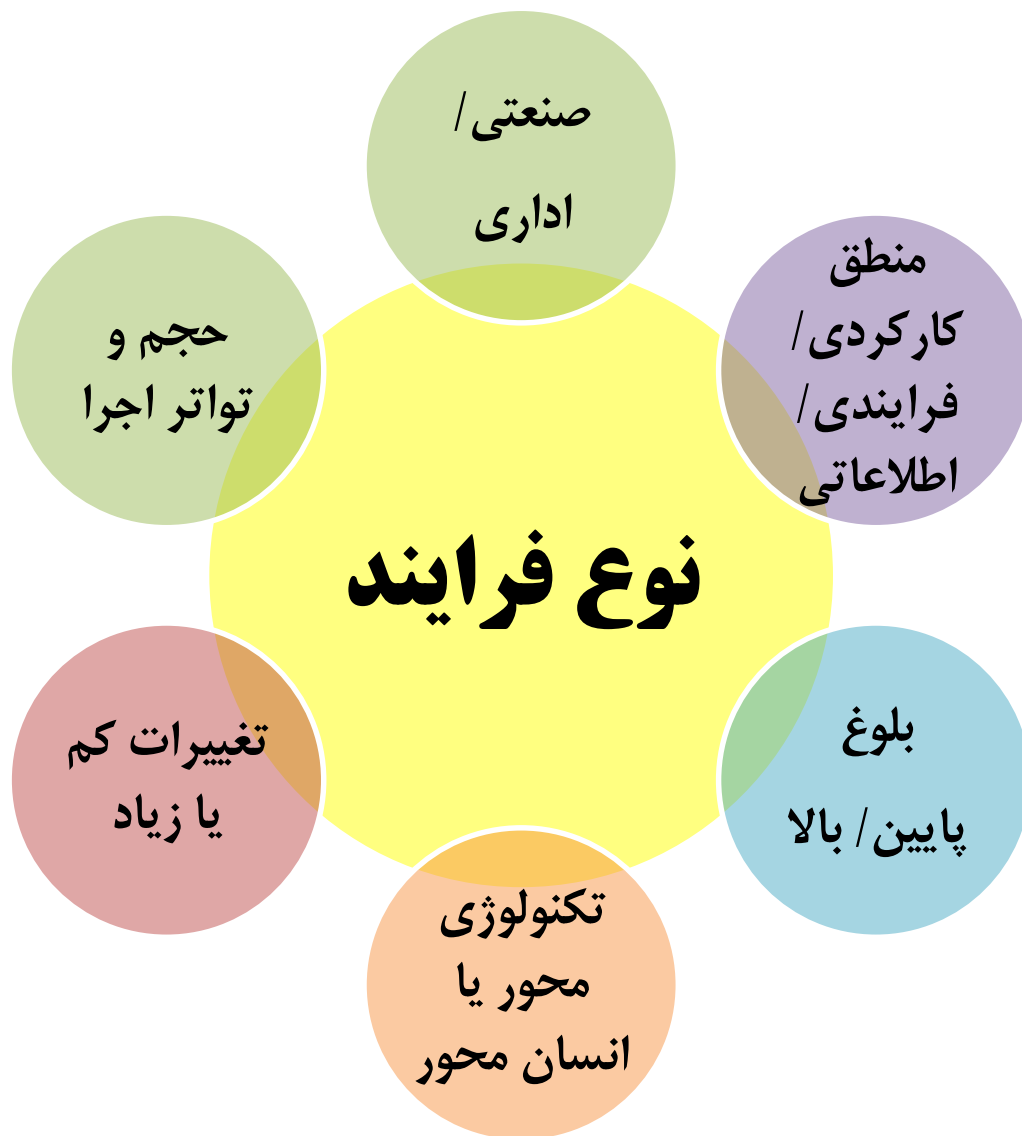 صنعتی/
اداری
منطق
کارکردی/
فرایندی/
اطلاعاتی
حجم و
تواتر اجرا
نوع فرایند
بلوغ
پایین/ بالا
تغییرات کم
یا زیاد
تکنولوژی
محور یا
انسان محور